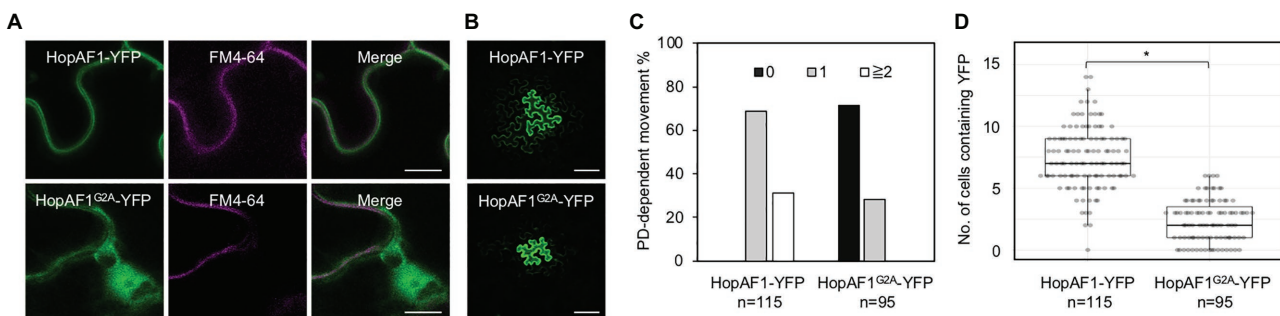 A
HopAF1-YFP
FM4-64
Merge
HopAF1G2A-YFP
FM4-64
Merge
B
HopAF1-YFP
HopAF1G2A-YFP
C
PD-dependent movement %
100
80
60
40
20
0
0
1
≧2
HopAF1-YFP
n=115
HopAF1G2A-YFP
n=95
D
No. of cells containing YFP
15
10
5
0
*
HopAF1-YFP
n=115
HopAF1G2A-YFP
n=95